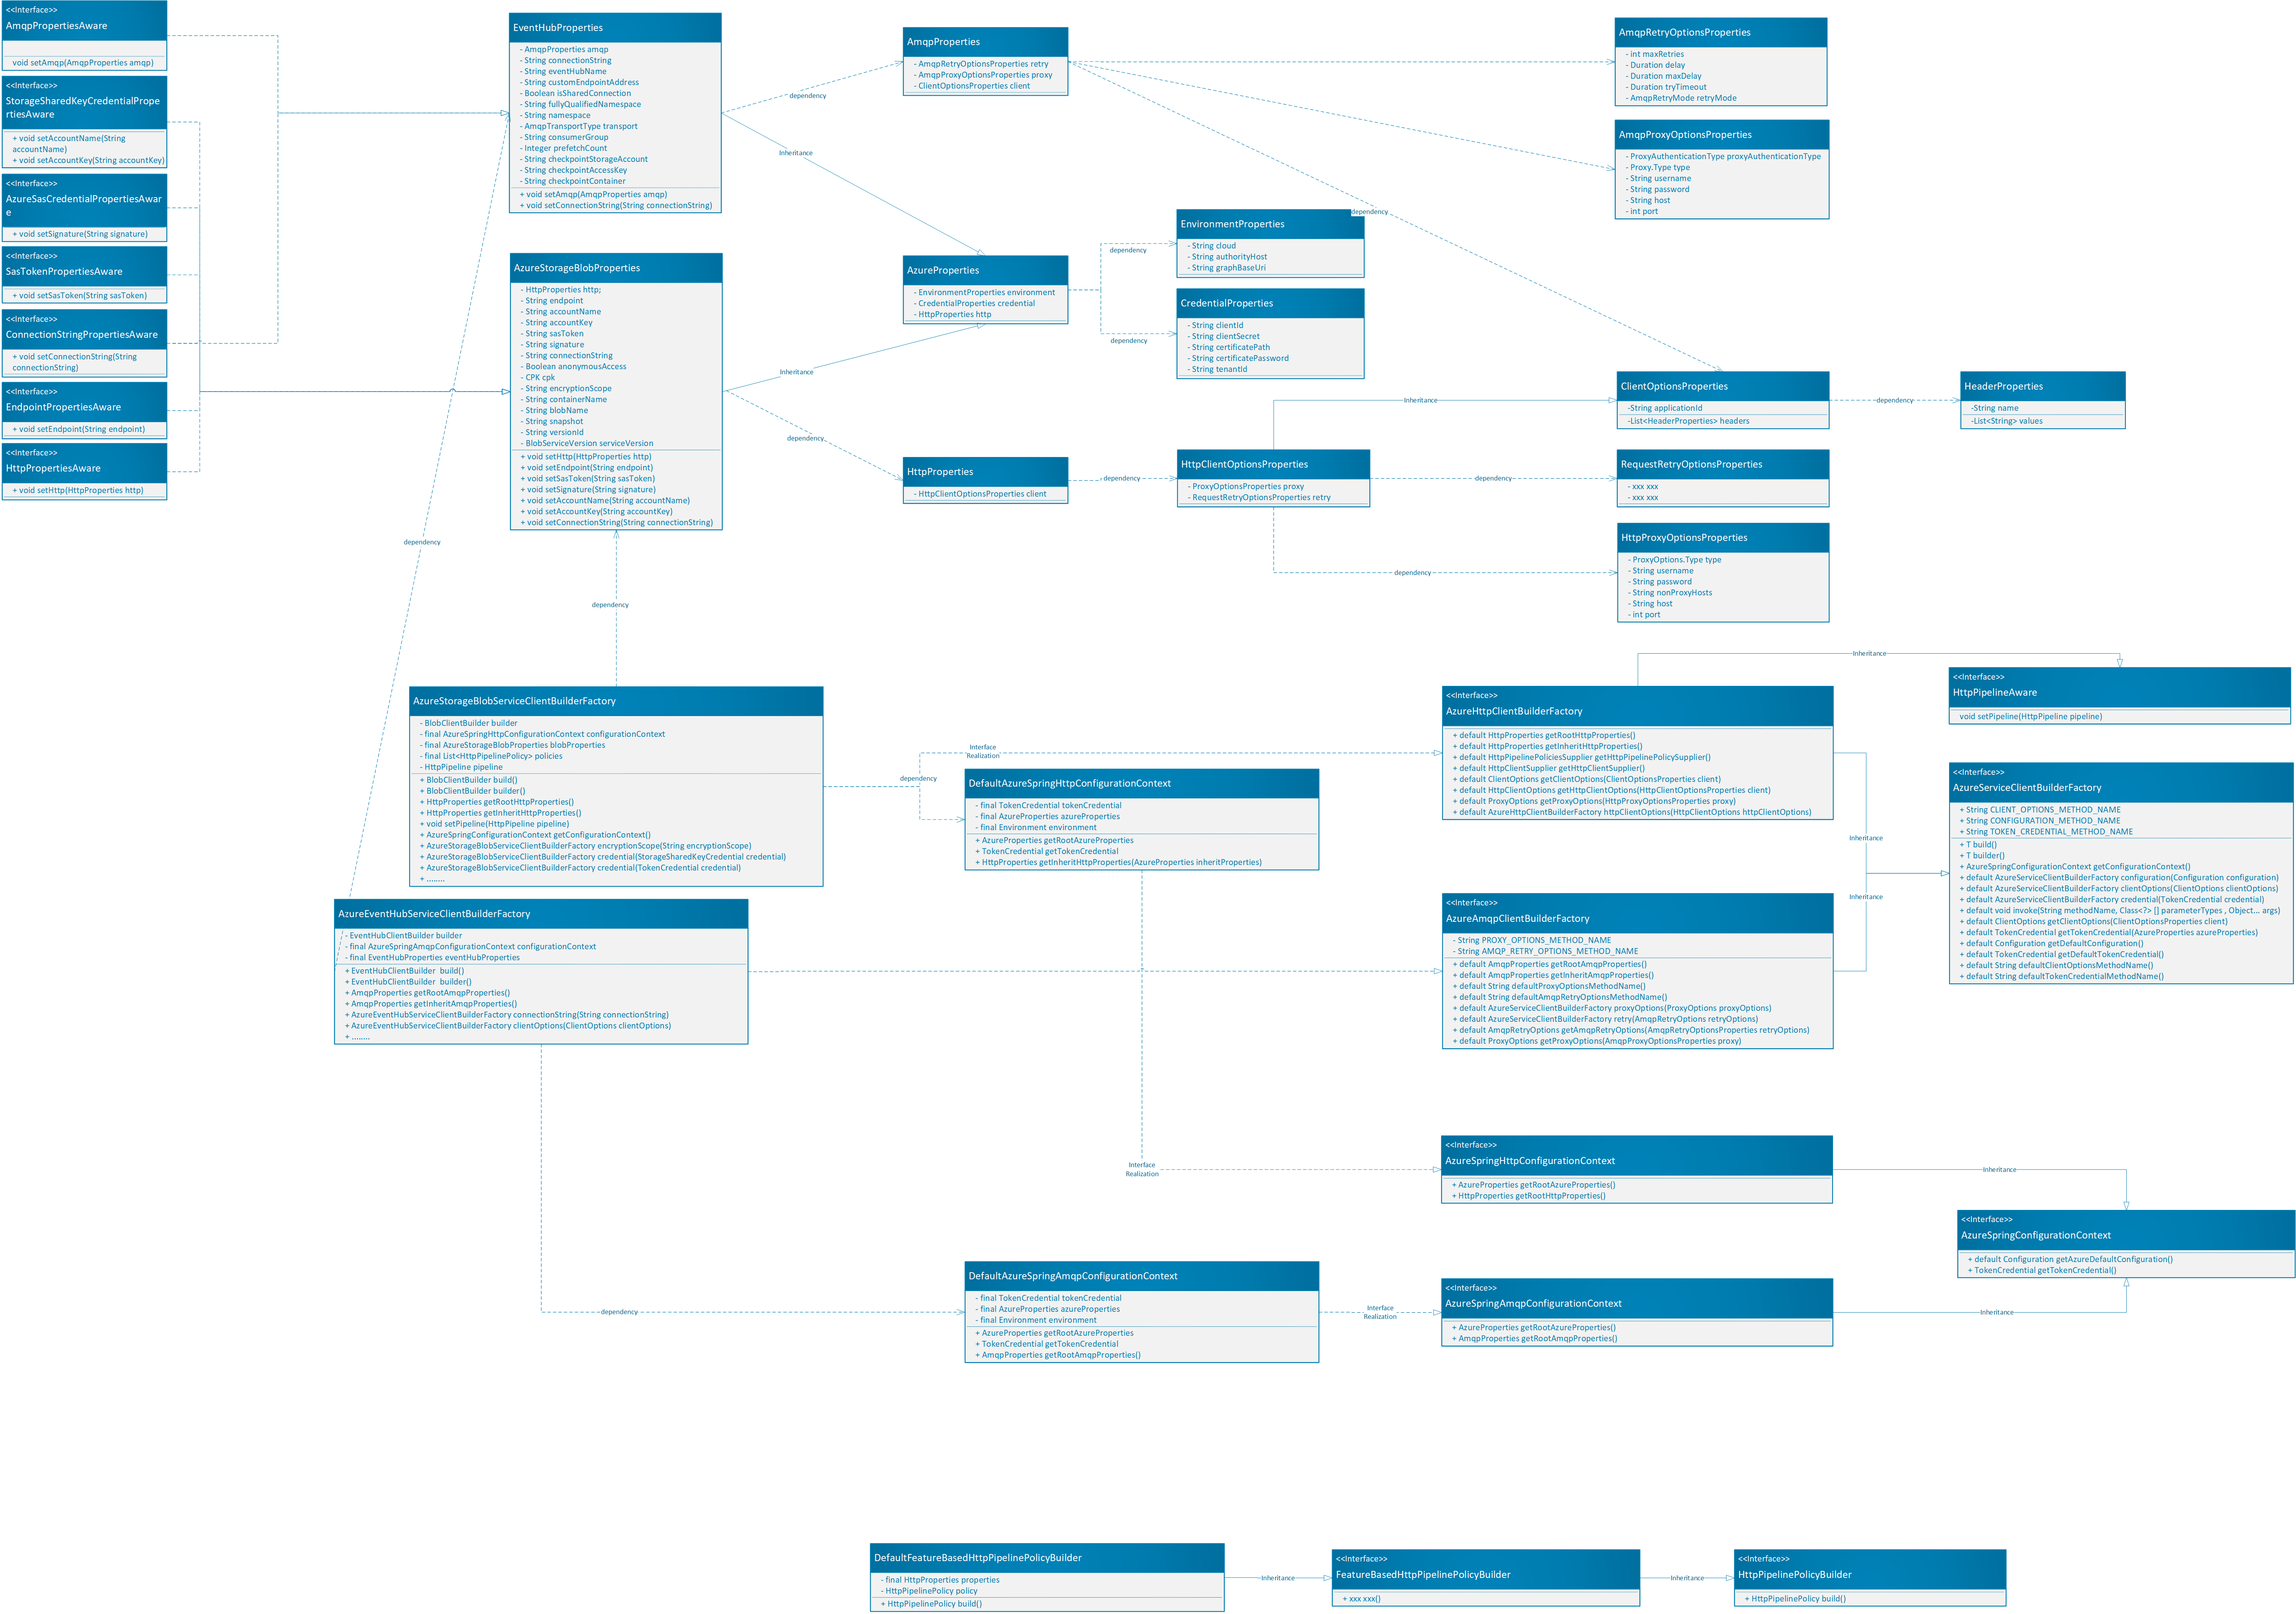 <<Interface>>
AmqpPropertiesAware
void setAmqp(AmqpProperties amqp)
<<Interface>>
StorageSharedKeyCredentialPrope
rtiesAware
+ void setAccountName(String
accountName)
+ void setAccountKey(String accountKey)
<<Interface>>
AzureSasCredentialPropertiesAwar
e
+ void setSignature(String signature)
<<Interface>>
SasTokenPropertiesAware
+ void setSasToken(String sasToken)
<<Interface>>
ConnectionStringPropertiesAware
+ void setConnectionString(String
connectionString)
<<Interface>>
EndpointPropertiesAware
+ void setEndpoint(String endpoint)
<<Interface>>
HttpPropertiesAware
+ void setHttp(HttpProperties http)
EventHubProperties
- AmqpProperties amqp
- String connectionString
- String eventHubName
- String customEndpointAddress
- Boolean isSharedConnection
- String fullyQualifiedNamespace
- String namespace
- AmqpTransportType transport
- String consumerGroup
- Integer prefetchCount
- String checkpointStorageAccount
- String checkpointAccessKey
- String checkpointContainer
+ void setAmqp(AmqpProperties amqp)
+ void setConnectionString(String connectionString)
AzureStorageBlobProperties
- HttpProperties http;
- String endpoint
- String accountName
- String accountKey
- String sasToken
- String signature
- String connectionString
- Boolean anonymousAccess
- CPK cpk
- String encryptionScope
- String containerName
- String blobName
- String snapshot
- String versionId
- BlobServiceVersion serviceVersion
+ void setHttp(HttpProperties http)
+ void setEndpoint(String endpoint)
+ void setSasToken(String sasToken)
+ void setSignature(String signature)
+ void setAccountName(String accountName)
+ void setAccountKey(String accountKey)
+ void setConnectionString(String connectionString)
dependency
Inheritance
Inheritance
dependency
dependency
dependency
AmqpProperties
- AmqpRetryOptionsProperties retry
- AmqpProxyOptionsProperties proxy
- ClientOptionsProperties client
AzureProperties
- EnvironmentProperties environment
- CredentialProperties credential
- HttpProperties http
HttpProperties
- HttpClientOptionsProperties client
dependency
dependency
dependency
dependency
EnvironmentProperties
- String cloud
- String authorityHost
- String graphBaseUri
CredentialProperties
- String clientId
- String clientSecret
- String certificatePath
- String certificatePassword
- String tenantId
HttpClientOptionsProperties
- ProxyOptionsProperties proxy
- RequestRetryOptionsProperties retry
Inheritance
dependency
dependency
AmqpRetryOptionsProperties
- int maxRetries
- Duration delay
- Duration maxDelay
- Duration tryTimeout
- AmqpRetryMode retryMode
AmqpProxyOptionsProperties
- ProxyAuthenticationType proxyAuthenticationType
- Proxy.Type type
- String username
- String password
- String host
- int port
ClientOptionsProperties
-String applicationId
-List<HeaderProperties> headers
dependency
HeaderProperties
-String name
-List<String> values
RequestRetryOptionsProperties
- xxx xxx
- xxx xxx
HttpProxyOptionsProperties
- ProxyOptions.Type type
- String username
- String password
- String nonProxyHosts
- String host
- int port
AzureStorageBlobServiceClientBuilderFactory
- BlobClientBuilder builder
- final AzureSpringHttpConfigurationContext configurationContext
- final AzureStorageBlobProperties blobProperties
- final List<HttpPipelinePolicy> policies
- HttpPipeline pipeline
+ BlobClientBuilder build()
+ BlobClientBuilder builder()
+ HttpProperties getRootHttpProperties()
+ HttpProperties getInheritHttpProperties()
+ void setPipeline(HttpPipeline pipeline)
+ AzureSpringConfigurationContext getConfigurationContext()
+ AzureStorageBlobServiceClientBuilderFactory encryptionScope(String encryptionScope)
+ AzureStorageBlobServiceClientBuilderFactory credential(StorageSharedKeyCredential credential)
+ AzureStorageBlobServiceClientBuilderFactory credential(TokenCredential credential)
+ ........
AzureEventHubServiceClientBuilderFactory
- EventHubClientBuilder builder
- final AzureSpringAmqpConfigurationContext configurationContext
- final EventHubProperties eventHubProperties
+ EventHubClientBuilder  build()
+ EventHubClientBuilder  builder()
+ AmqpProperties getRootAmqpProperties()
+ AmqpProperties getInheritAmqpProperties()
+ AzureEventHubServiceClientBuilderFactory connectionString(String connectionString)
+ AzureEventHubServiceClientBuilderFactory clientOptions(ClientOptions clientOptions)
+ ........
Interface
Realization
dependency
DefaultAzureSpringHttpConfigurationContext
- final TokenCredential tokenCredential
- final AzureProperties azureProperties
- final Environment environment
+ AzureProperties getRootAzureProperties
+ TokenCredential getTokenCredential
+ HttpProperties getInheritHttpProperties(AzureProperties inheritProperties)
Inheritance
<<Interface>>
AzureHttpClientBuilderFactory
+ default HttpProperties getRootHttpProperties()
+ default HttpProperties getInheritHttpProperties()
+ default HttpPipelinePoliciesSupplier getHttpPipelinePolicySupplier()
+ default HttpClientSupplier getHttpClientSupplier()
+ default ClientOptions getClientOptions(ClientOptionsProperties client)
+ default HttpClientOptions getHttpClientOptions(HttpClientOptionsProperties client)
+ default ProxyOptions getProxyOptions(HttpProxyOptionsProperties proxy)
+ default AzureHttpClientBuilderFactory httpClientOptions(HttpClientOptions httpClientOptions)
<<Interface>>
AzureAmqpClientBuilderFactory
- String PROXY_OPTIONS_METHOD_NAME
- String AMQP_RETRY_OPTIONS_METHOD_NAME
+ default AmqpProperties getRootAmqpProperties()
+ default AmqpProperties getInheritAmqpProperties()
+ default String defaultProxyOptionsMethodName()
+ default String defaultAmqpRetryOptionsMethodName()
+ default AzureServiceClientBuilderFactory proxyOptions(ProxyOptions proxyOptions)
+ default AzureServiceClientBuilderFactory retry(AmqpRetryOptions retryOptions)
+ default AmqpRetryOptions getAmqpRetryOptions(AmqpRetryOptionsProperties retryOptions)
+ default ProxyOptions getProxyOptions(AmqpProxyOptionsProperties proxy)
Inheritance
Inheritance
<<Interface>>
HttpPipelineAware
void setPipeline(HttpPipeline pipeline)
<<Interface>>
AzureServiceClientBuilderFactory
+ String CLIENT_OPTIONS_METHOD_NAME
+ String CONFIGURATION_METHOD_NAME
+ String TOKEN_CREDENTIAL_METHOD_NAME
+ T build()
+ T builder()
+ AzureSpringConfigurationContext getConfigurationContext()
+ default AzureServiceClientBuilderFactory configuration(Configuration configuration)
+ default AzureServiceClientBuilderFactory clientOptions(ClientOptions clientOptions)
+ default AzureServiceClientBuilderFactory credential(TokenCredential credential)
+ default void invoke(String methodName, Class<?> [] parameterTypes , Object... args)
+ default ClientOptions getClientOptions(ClientOptionsProperties client)
+ default TokenCredential getTokenCredential(AzureProperties azureProperties)
+ default Configuration getDefaultConfiguration()
+ default TokenCredential getDefaultTokenCredential()
+ default String defaultClientOptionsMethodName()
+ default String defaultTokenCredentialMethodName()
Interface
Realization
<<Interface>>
AzureSpringHttpConfigurationContext
+ AzureProperties getRootAzureProperties()
+ HttpProperties getRootHttpProperties()
Inheritance
<<Interface>>
AzureSpringConfigurationContext
+ default Configuration getAzureDefaultConfiguration()
+ TokenCredential getTokenCredential()
dependency
DefaultAzureSpringAmqpConfigurationContext
- final TokenCredential tokenCredential
- final AzureProperties azureProperties
- final Environment environment
+ AzureProperties getRootAzureProperties
+ TokenCredential getTokenCredential
+ AmqpProperties getRootAmqpProperties()
Interface
Realization
<<Interface>>
AzureSpringAmqpConfigurationContext
+ AzureProperties getRootAzureProperties()
+ AmqpProperties getRootAmqpProperties()
Inheritance
DefaultFeatureBasedHttpPipelinePolicyBuilder
- final HttpProperties properties
- HttpPipelinePolicy policy
+ HttpPipelinePolicy build()
Inheritance
<<Interface>>
FeatureBasedHttpPipelinePolicyBuilder
+ xxx xxx()
Inheritance
<<Interface>>
HttpPipelinePolicyBuilder
+ HttpPipelinePolicy build()